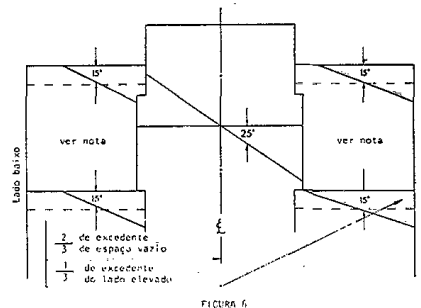 15°
15°
25°
ver nota
ver nota
Lado baixo
15°
15°
℄
2/3 de excedente
de espaço vazio
1/3 de excedente
do lado elevado
FIGURA 6